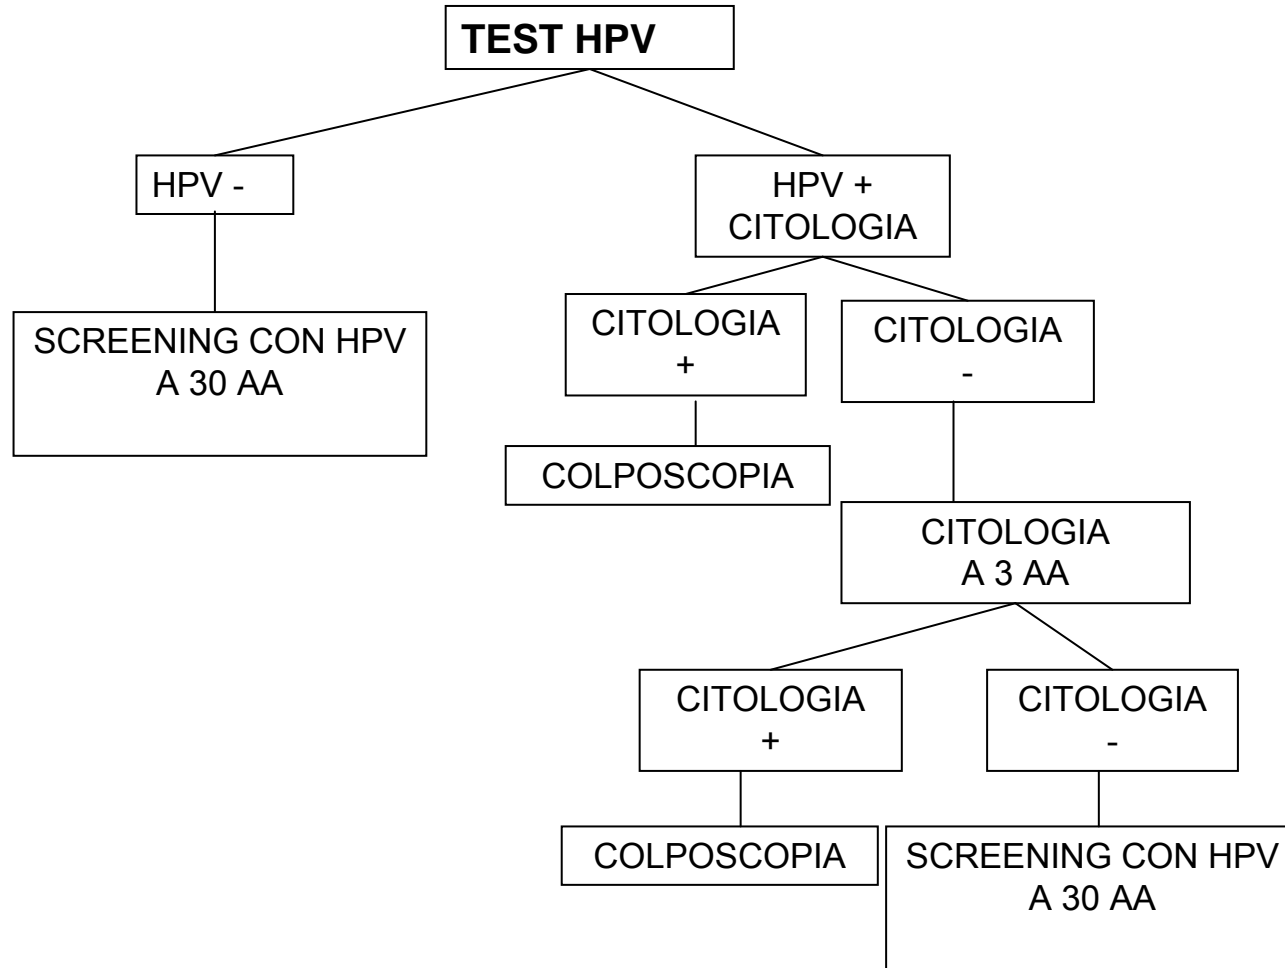 TEST HPV
HPV -
HPV +
CITOLOGIA
SCREENING CON HPV
A 30 AA
CITOLOGIA
+
CITOLOGIA
-
COLPOSCOPIA
CITOLOGIA
A 3 AA
CITOLOGIA
+
CITOLOGIA
-
COLPOSCOPIA
SCREENING CON HPV
A 30 AA